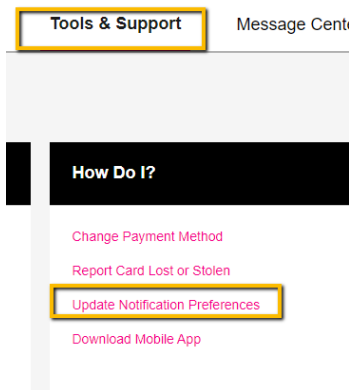 Tools & Support
Message Cente
How Do I?
Change Payment Method
Report Card Lost or Stolen
Update Notification Preferences
Download Mobile App